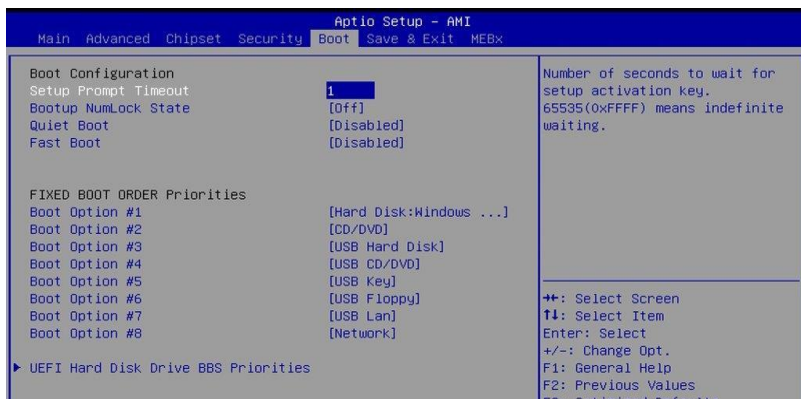 Aptio Setup - AMI
Main Advanced Chipset Security Boot Save & Exit MEBx
Boot Configuration
Setup Prompt Timeout 1
Bootup NumLock State [Off]
Quiet Boot [Disabled]
Fast Boot [Disabled]
FIXED BOOT ORDER Priorities
Boot Option #1 [Hard Disk:Windows ...]
Boot Option #2 [CD/DVD]
Boot Option #3 [USB Hard Disk]
Boot Option #4 [USB CD/DVD]
Boot Option #5 [USB Key]
Boot Option #6 [USB Floppy]
Boot Option #7 [USB Lan]
Boot Option #8 [Network]
UEFI Hard Disk Drive BBS Priorities
Number of seconds to wait for
setup activation key.
65535(0xFFFF) means indefinite
waiting.
→←: Select Screen
↑↓: Select Item
Enter: Select
+/-: Change Opt.
F1: General Help
F2: Previous Values